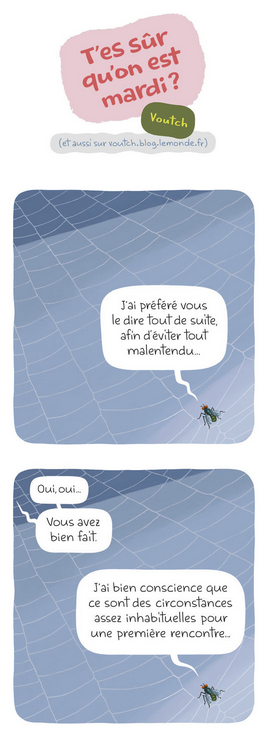 T'es sûr
qu'on est
mardi ?
Voutch
(et aussi sur voutch.blog.lemonde.fr)
J'ai préféré vous
le dire tout de suite,
afin d'éviter tout
malentendu...
Oui, oui...
Vous avez
bien fait.
J'ai bien conscience que
ce sont des circonstances
assez inhabituelles pour
une première rencontre...